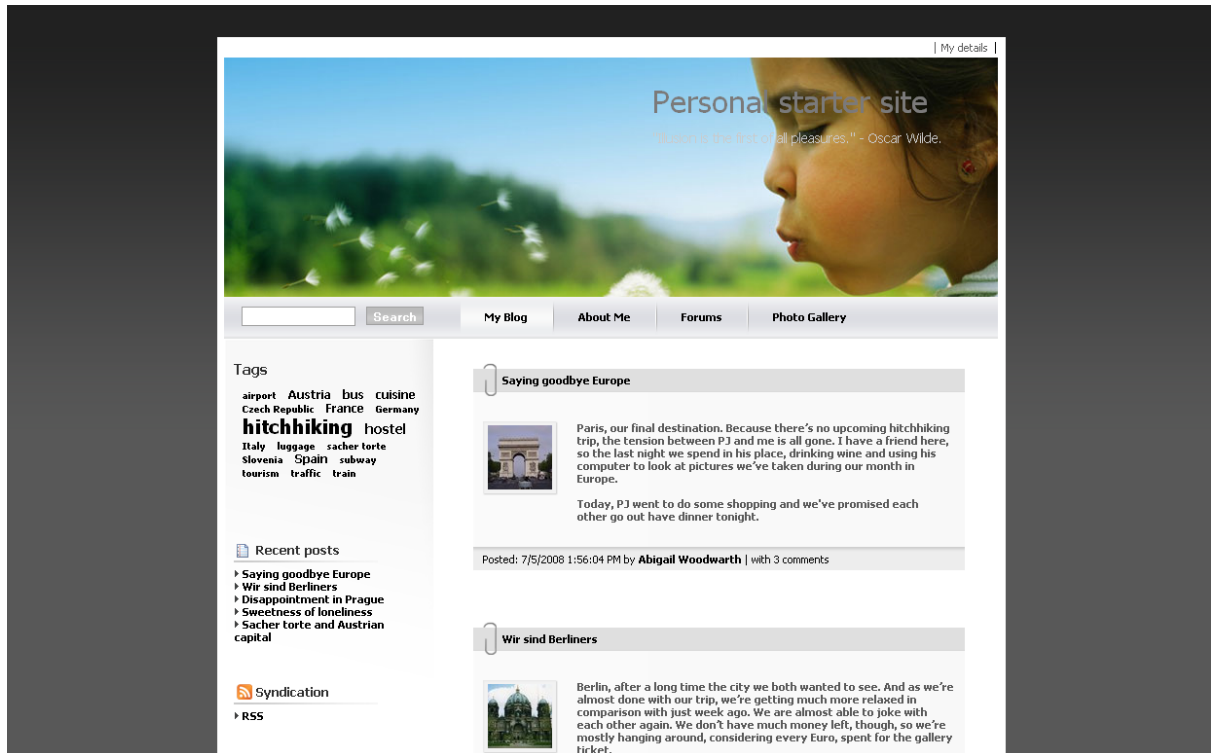 | My details |
Personal starter site
"Illusion is the first of all pleasures." - Oscar Wilde.
Search
My Blog
About Me
Forums
Photo Gallery
Tags
airport Austria bus cuisine
Czech Republic France Germany
hitchhiking hostel
Italy luggage sacher torte
Slovenia Spain subway
tourism traffic train
Recent posts
Saying goodbye Europe
Wir sind Berliners
Disappointment in Prague
Sweetness of loneliness
Sacher torte and Austrian
capital
Syndication
RSS
Saying goodbye Europe
Paris, our final destination. Because there's no upcoming hitchhiking
trip, the tension between PJ and me is all gone. I have a friend here,
so the last night we spend in his place, drinking wine and using his
computer to look at pictures we've taken during our month in
Europe.
Today, PJ went to do some shopping and we've promised each
other go out have dinner tonight.
Posted: 7/5/2008 1:56:04 PM by Abigail Woodwarth | with 3 comments
Wir sind Berliners
Berlin, after a long time the city we both wanted to see. And as we're
almost done with our trip, we're getting much more relaxed in
comparison with just week ago. We are almost able to joke with
each other again. We don't have much money left, though, so we're
mostly hanging around, considering every Euro, spent for the gallery
ticket.